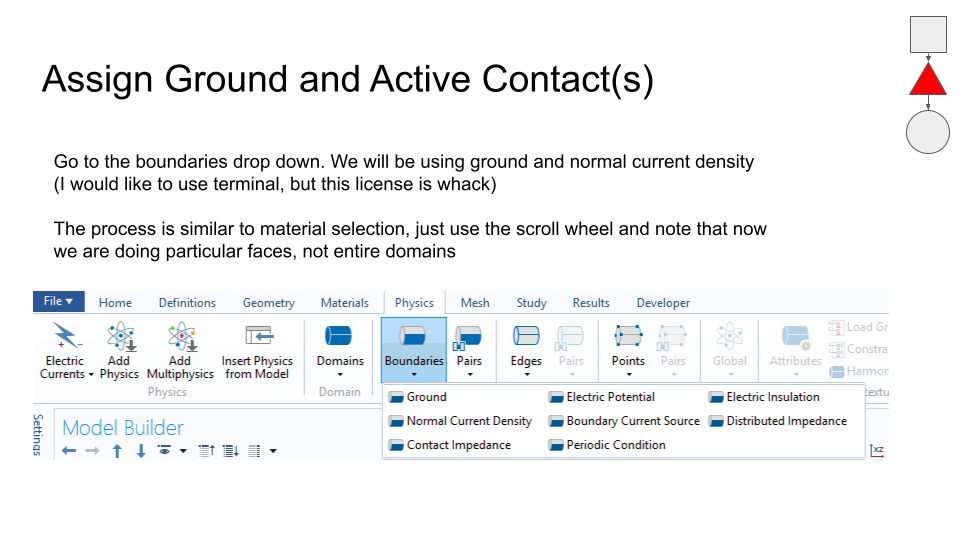 Assign Ground and Active Contact(s)
Go to the boundaries drop down. We will be using ground and normal current density
(I would like to use terminal, but this license is whack)
The process is similar to material selection, just use the scroll wheel and note that now
we are doing particular faces, not entire domains
File Home Definitions Geometry Materials Physics Mesh Study Results Developer
Electric Currents
Add Physics
Add Multiphysics
Insert Physics from Model
Domains
Boundaries
Pairs
Edges
Pairs
Points
Pairs
Global
Attributes
Load Gr
Constra
Harmon
Physics
Domain
textu
Ground
Electric Potential
Electric Insulation
Normal Current Density
Boundary Current Source
Distributed Impedance
Contact Impedance
Periodic Condition
Settings
Model Builder
xz